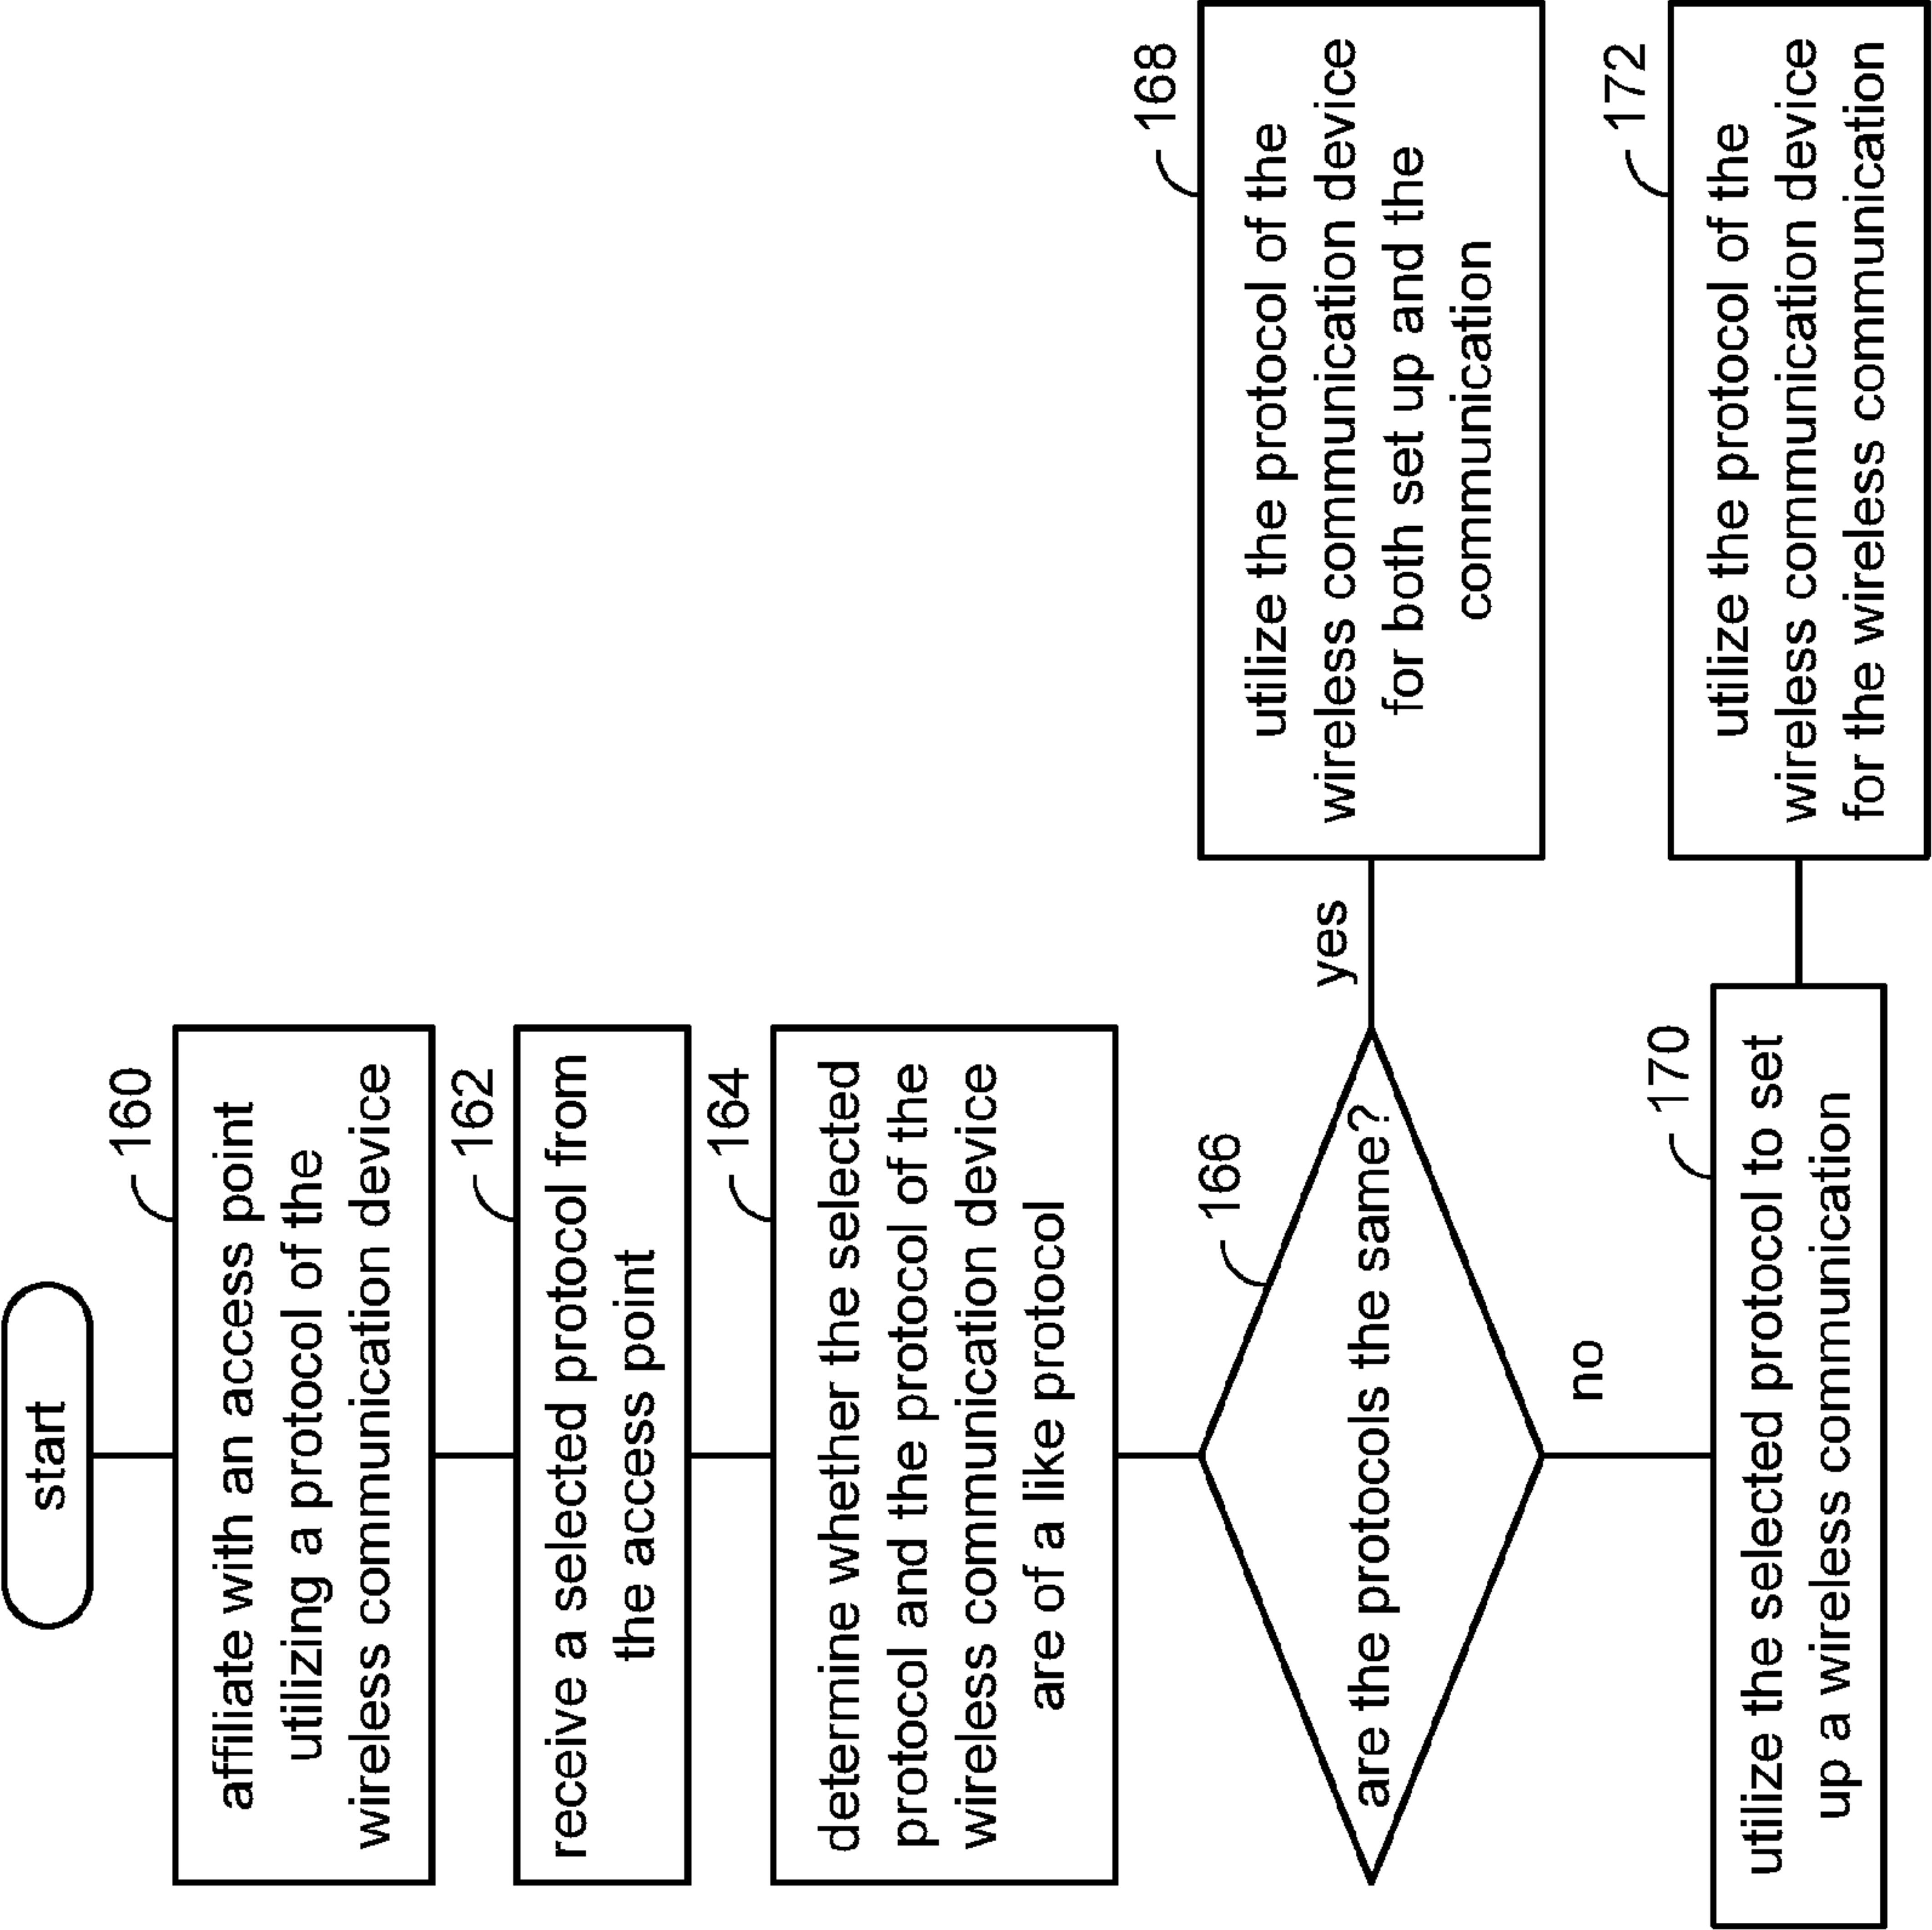 start
160
affiliate with an access point
utilizing a protocol of the
wireless communication device
162
receive a selected protocol from
the access point
164
determine whether the selected
protocol and the protocol of the
wireless communication device
are of a like protocol
166
are the protocols the same?
yes
168
utilize the protocol of the
wireless communication device
for both set up and the
communication
no
170
utilize the selected protocol to set
up a wireless communication
172
utilize the protocol of the
wireless communication device
for the wireless communication